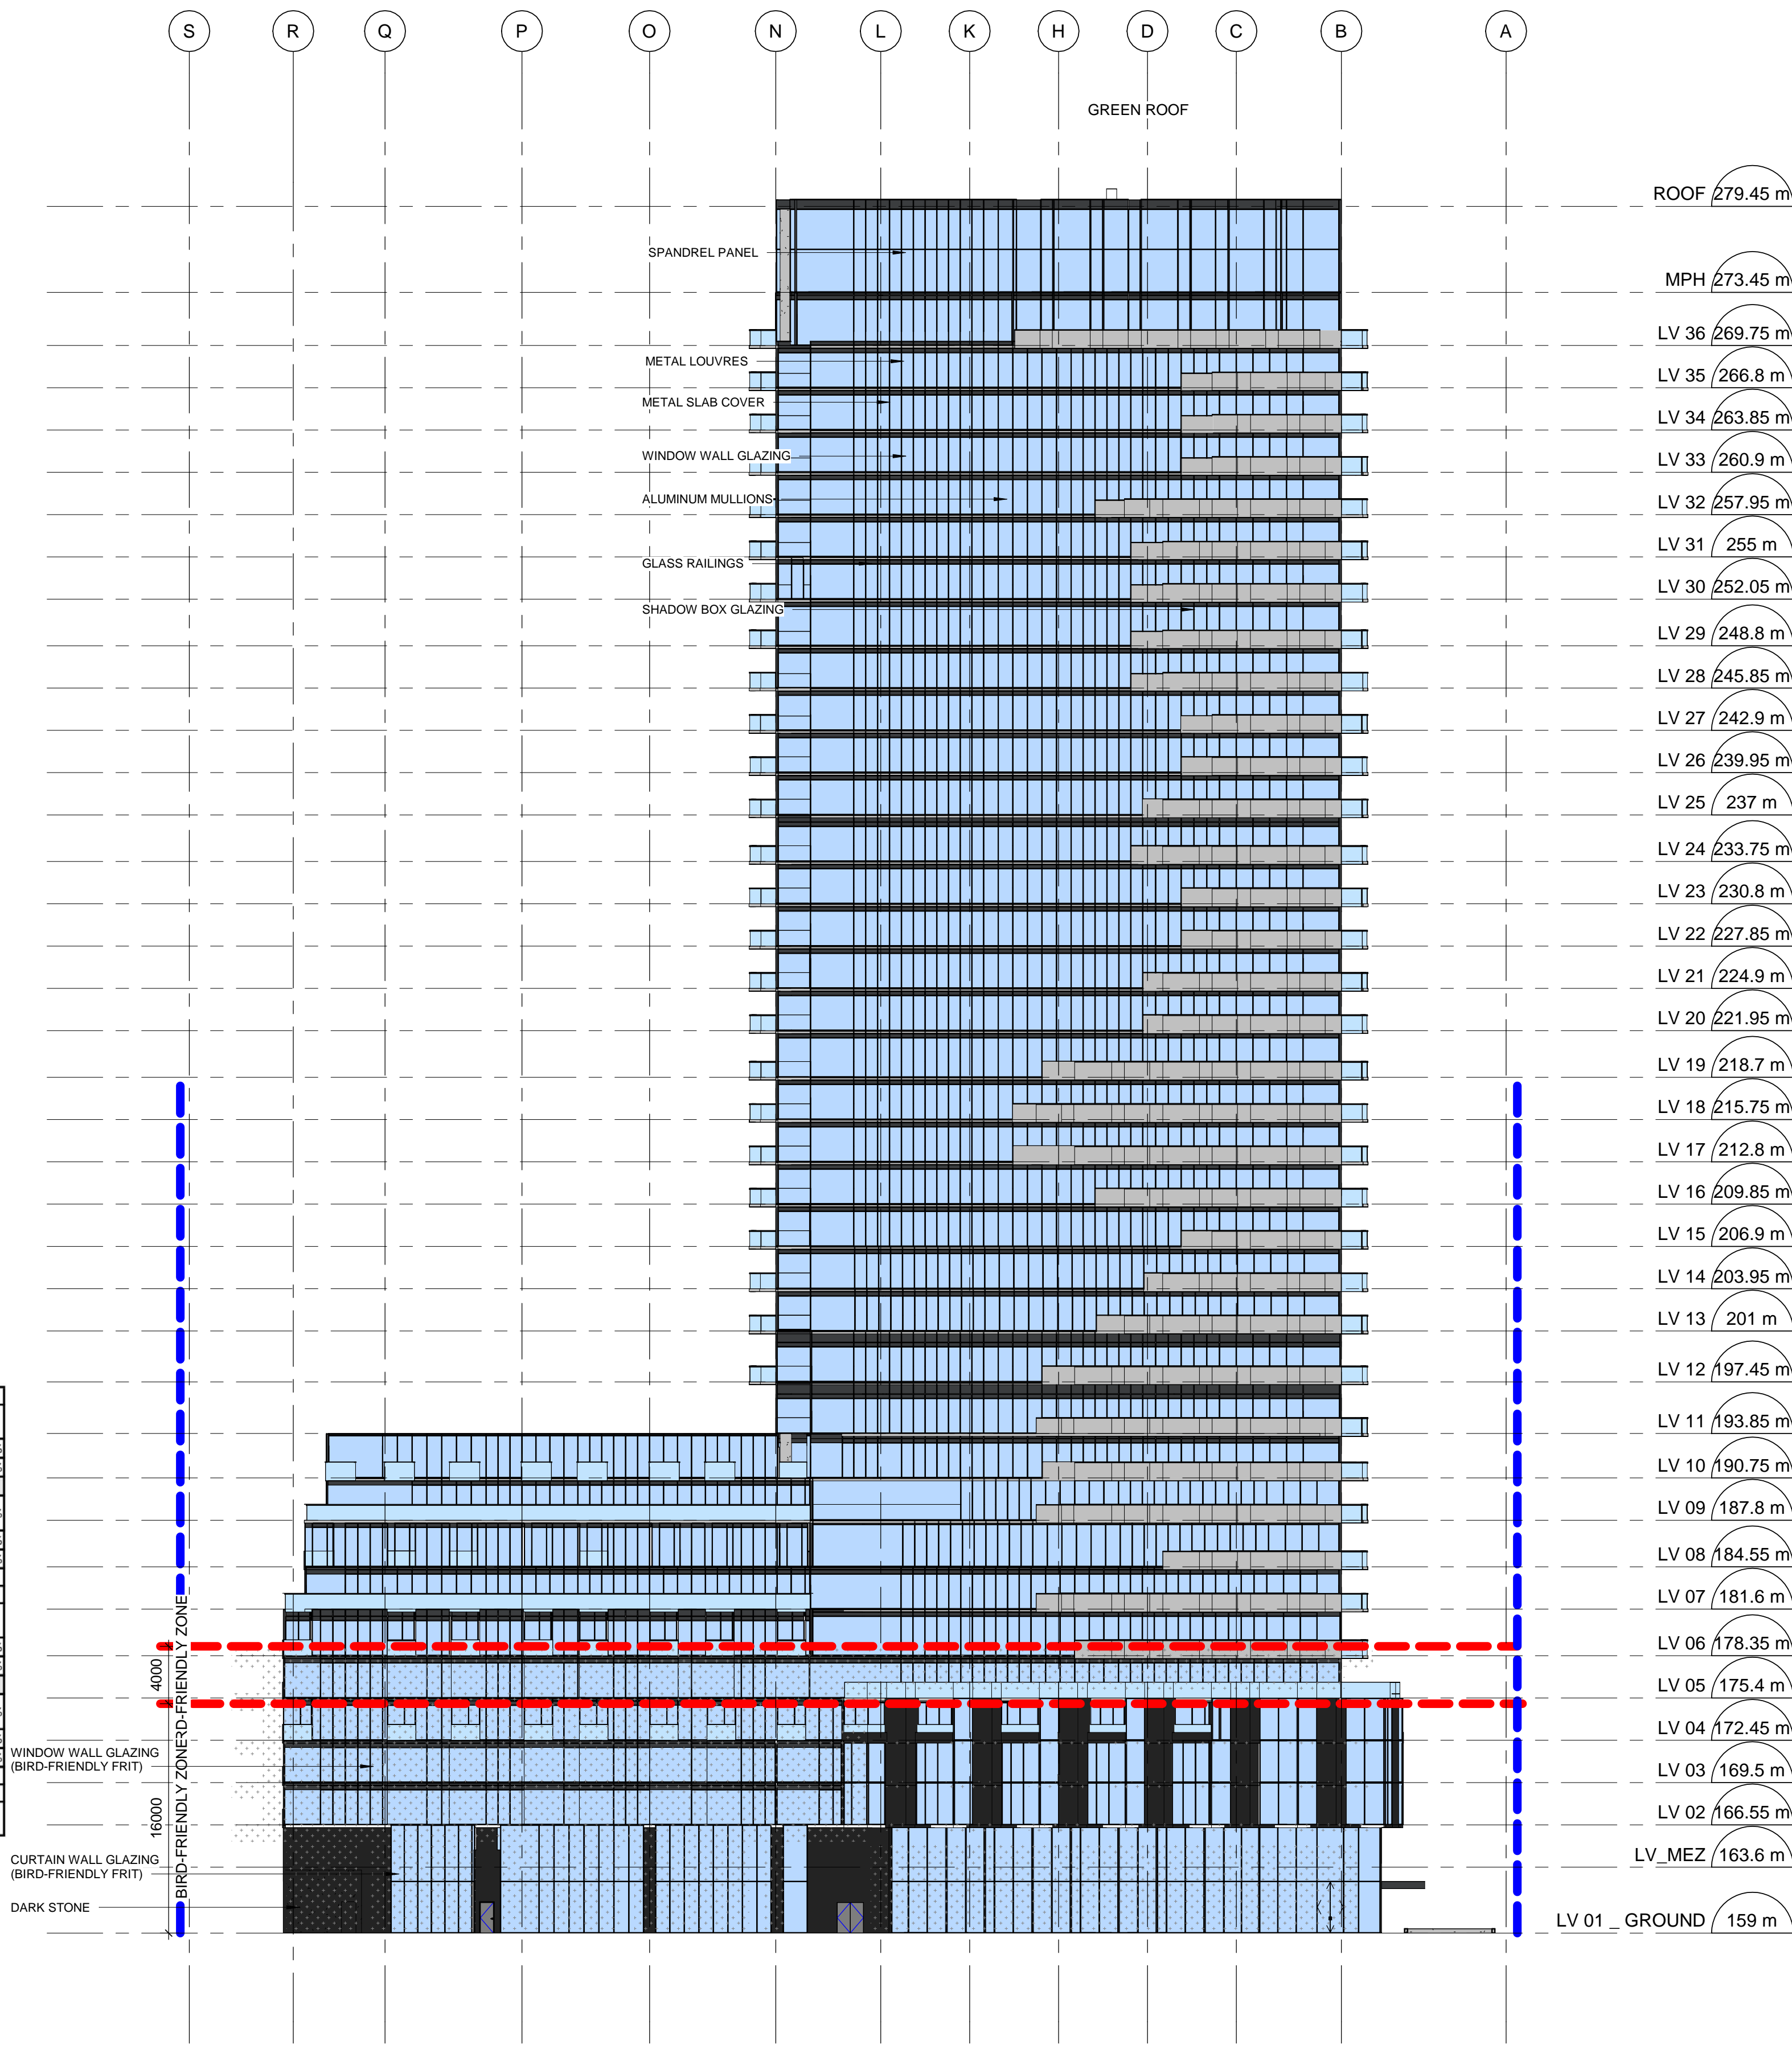 S R Q P O N L K H D C B A
GREEN ROOF
ROOF 279.45 m
SPANDREL PANEL
MPH 273.45 m
LV 36 269.75 m
METAL LOUVRES
LV 35 266.8 m
METAL SLAB COVER
LV 34 263.85 m
WINDOW WALL GLAZING
LV 33 260.9 m
ALUMINUM MULLIONS
LV 32 257.95 m
LV 31 255 m
GLASS RAILINGS
LV 30 252.05 m
SHADOW BOX GLAZING
LV 29 248.8 m
LV 28 245.85 m
LV 27 242.9 m
LV 26 239.95 m
LV 25 237 m
LV 24 233.75 m
LV 23 230.8 m
LV 22 227.85 m
LV 21 224.9 m
LV 20 221.95 m
LV 19 218.7 m
LV 18 215.75 m
LV 17 212.8 m
LV 16 209.85 m
LV 15 206.9 m
LV 14 203.95 m
LV 13 201 m
LV 12 197.45 m
LV 11 193.85 m
LV 10 190.75 m
LV 09 187.8 m
LV 08 184.55 m
LV 07 181.6 m
LV 06 178.35 m
4000
LV 05 175.4 m
LV 04 172.45 m
WINDOW WALL GLAZING
(BIRD-FRIENDLY FRIT)
LV 03 169.5 m
LV 02 166.55 m
16000
BIRD-FRIENDLY ZONE
RD-FRIENDLY ZONE
LV_MEZ 163.6 m
CURTAIN WALL GLAZING
(BIRD-FRIENDLY FRIT)
DARK STONE
LV 01 _ GROUND 159 m